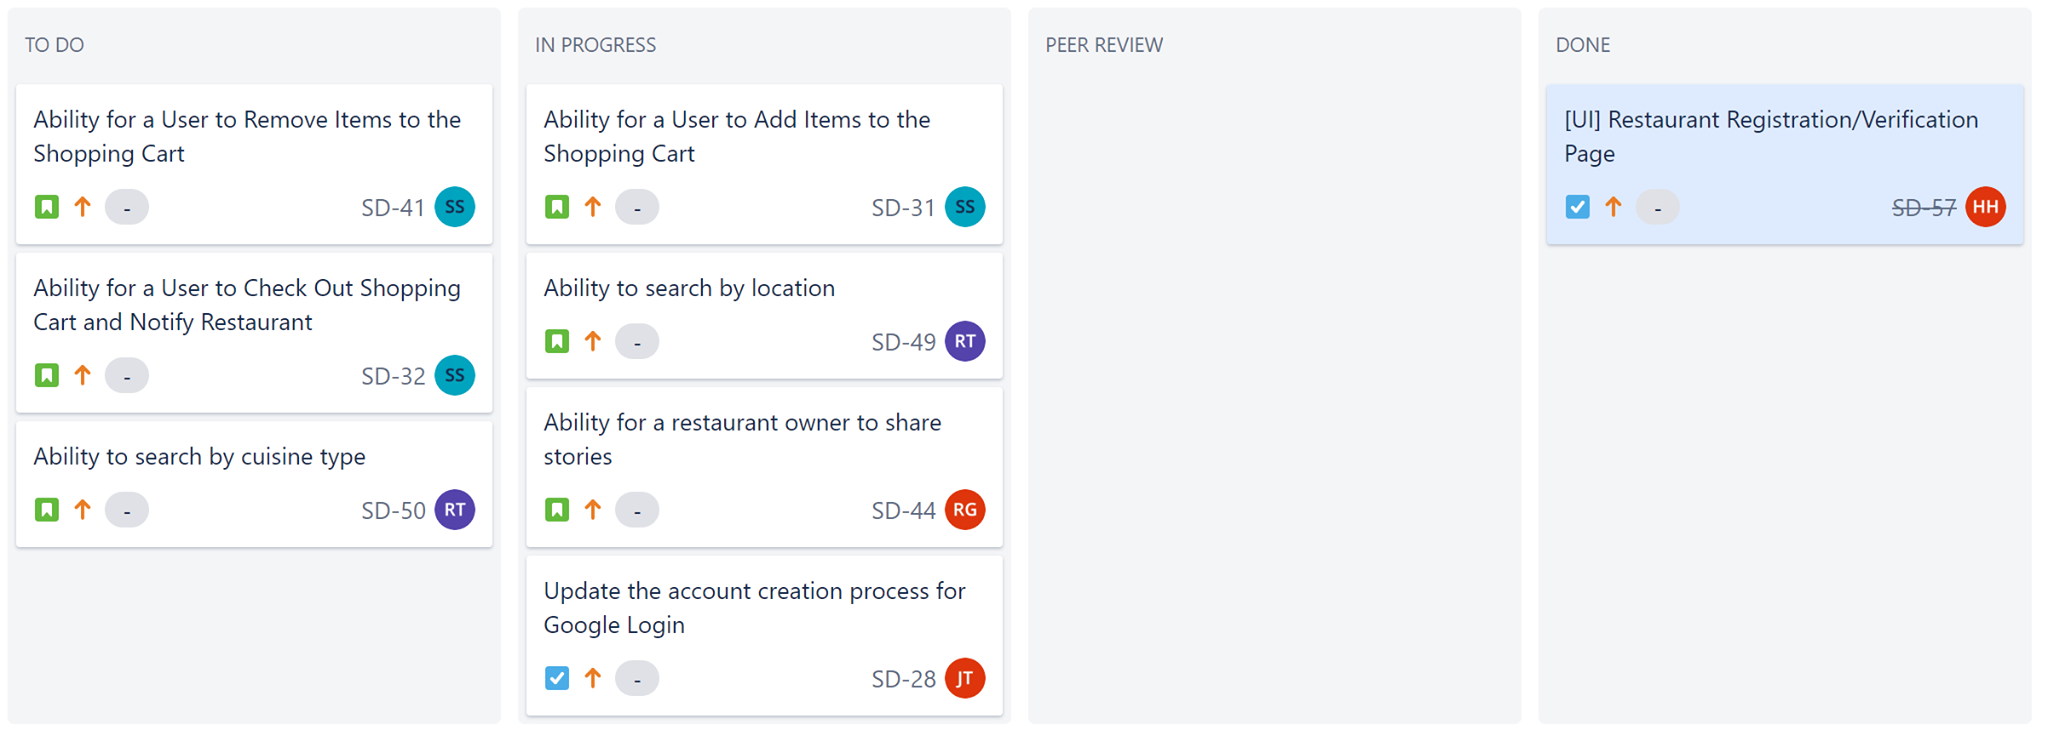 TO DO
Ability for a User to Remove Items to the
Shopping Cart
- SD-41 SS
Ability for a User to Check Out Shopping
Cart and Notify Restaurant
- SD-32 SS
Ability to search by cuisine type
- SD-50 RT
IN PROGRESS
Ability for a User to Add Items to the
Shopping Cart
- SD-31 SS
Ability to search by location
- SD-49 RT
Ability for a restaurant owner to share
stories
- SD-44 RG
Update the account creation process for
Google Login
- SD-28 JT
PEER REVIEW
DONE
[UI] Restaurant Registration/Verification
Page
- SD-57 HH